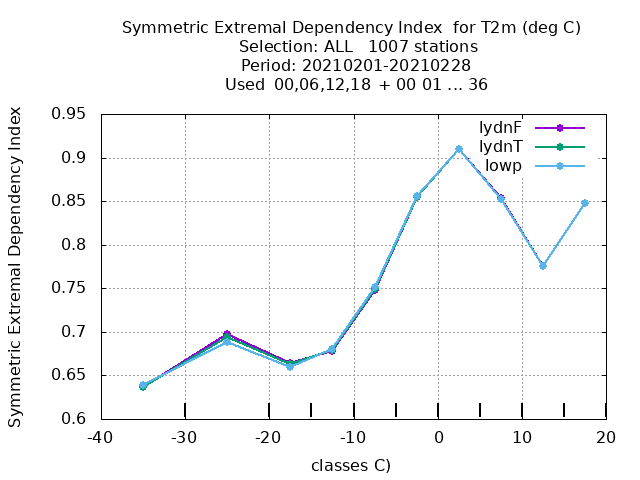 Symmetric Extremal Dependency Index  for T2m (deg C)
Selection: ALL   1007 stations
Period: 20210201-20210228
Used  00,06,12,18  + 00 01 ... 36
Symmetric Extremal Dependency Index
0.95
0.9
0.85
0.8
0.75
0.7
0.65
0.6
lydnF
lydnT
lowp
-40 -30 -20 -10 0 10 20
classes C)